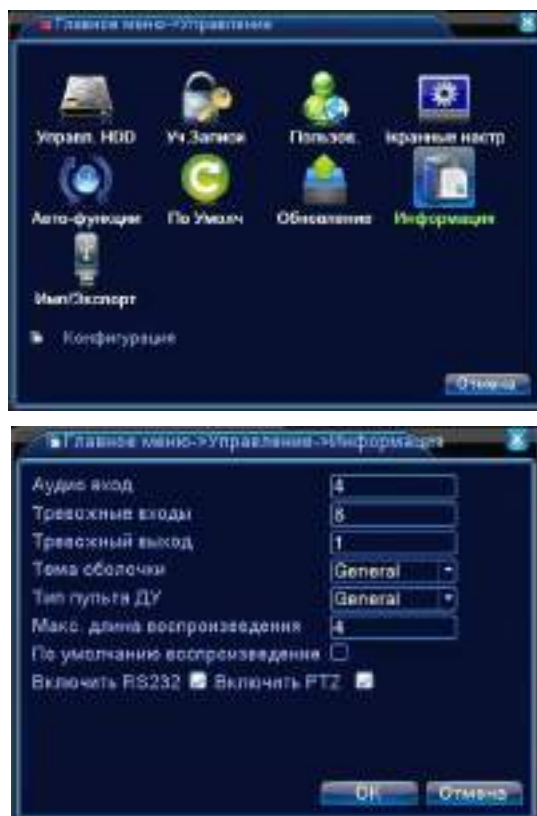 Главное меню->Управление
Управл. HDD Уч.Записи Пользов. Экранные настр
Авто-функции По Умолч Обновление Информация
Имп/Экспорт
Конфигурация
Отмена
Главное меню->Управление->Информация
Аудио вход 4
Тревожные входы 8
Тревожный выход 1
Тема оболочки General
Тип пульта ДУ General
Макс. длина воспроизведения 4
По умолчанию воспроизведения
Включить RS232 Включить PTZ
OK Отмена